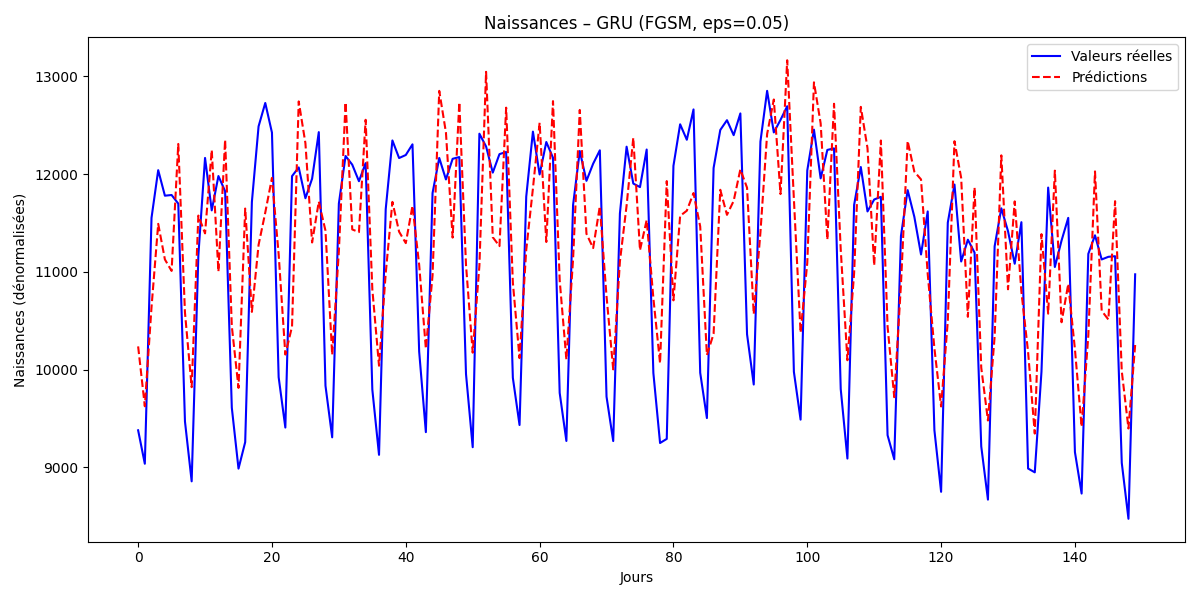 Naissances – GRU (FGSM, eps=0.05)
Valeurs réelles
Prédictions
Naissances (dénormalisées)
13000
12000
11000
10000
9000
0 20 40 60 80 100 120 140
Jours